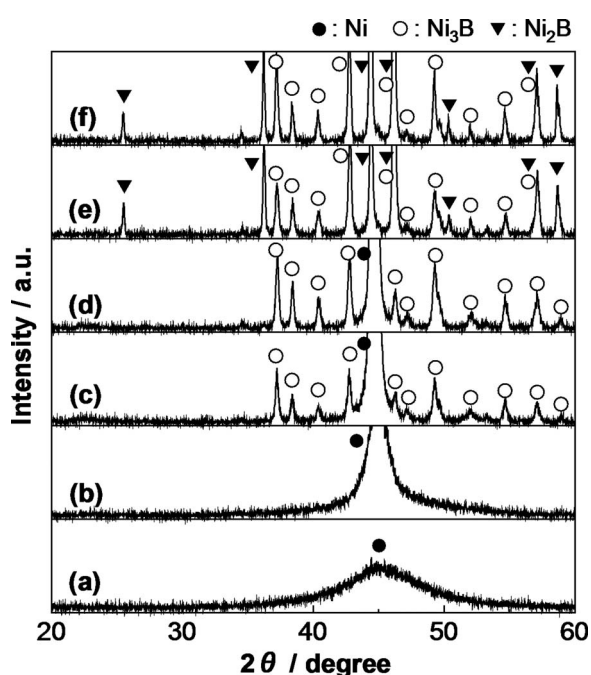 ●: Ni ○: Ni₃B ▼: Ni₂B
(f)
(e)
(d)
(c)
(b)
(a)
Intensity / a.u.
20 30 40 50 60
2θ / degree